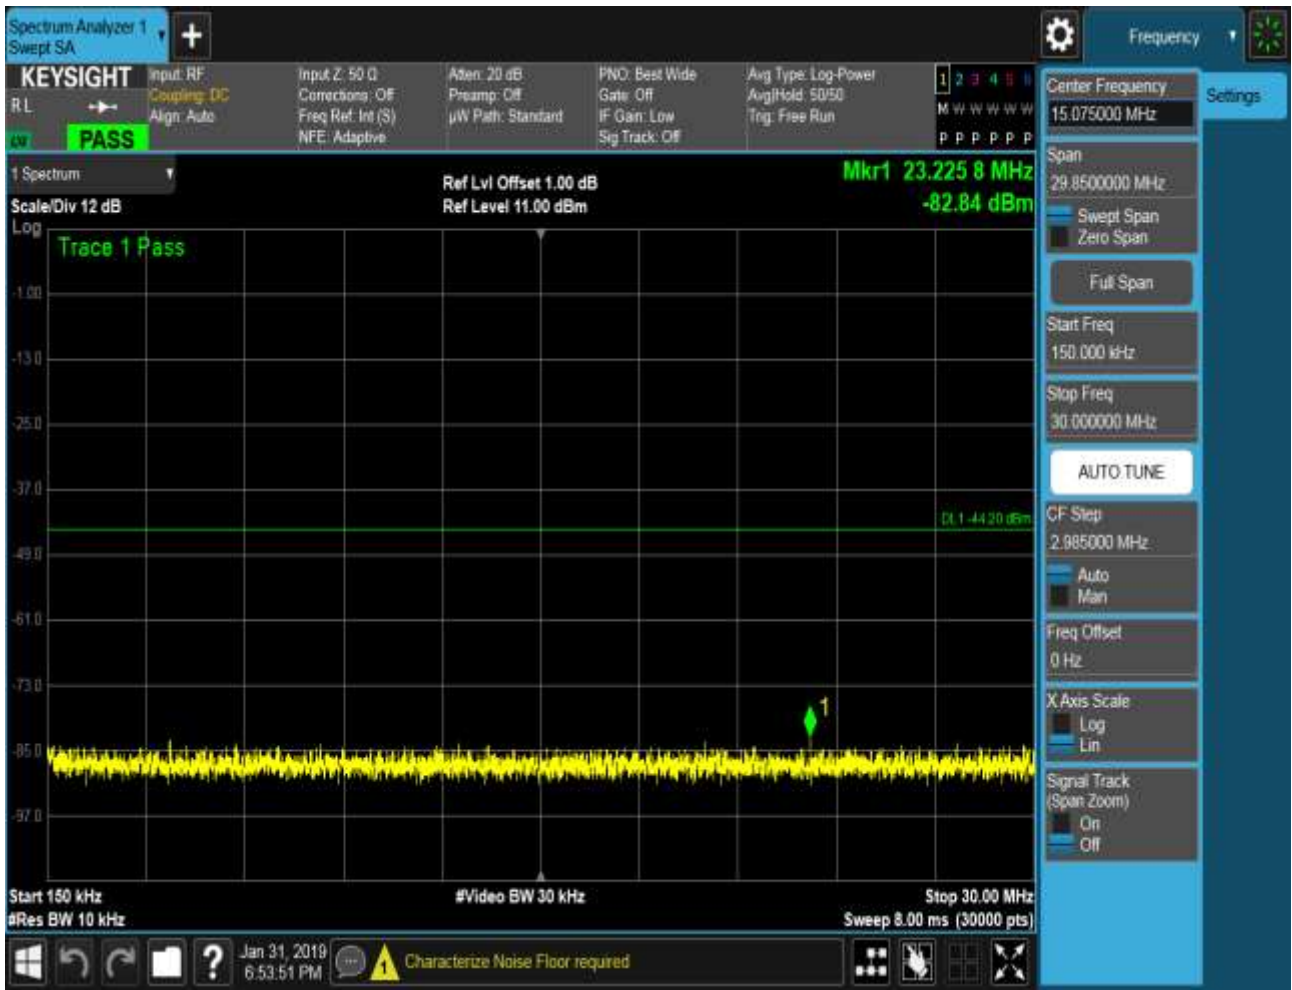 Spectrum Analyzer 1
Swept SA
Frequency
KEYSIGHT
R L
PASS
Input: RF
Coupling: DC
Align: Auto
Input Z: 50 Ω
Corrections: Off
Freq Ref: Int (S)
NFE: Adaptive
Atten: 20 dB
Preamp: Off
µW Path: Standard
PNO: Best Wide
Gate: Off
IF Gain: Low
Sig Track: Off
Avg Type: Log-Power
Avg|Hold: 50/50
Trig: Free Run
1 2 3 4 5 6
M W W W W W
P P P P P P
Settings
Center Frequency
15.075000 MHz
Span
29.8500000 MHz
Swept Span
Zero Span
Full Span
Start Freq
150.000 kHz
Stop Freq
30.000000 MHz
AUTO TUNE
CF Step
2.985000 MHz
Auto
Man
Freq Offset
0 Hz
X Axis Scale
Log
Lin
Signal Track
(Span Zoom)
On
Off
1 Spectrum
Scale/Div 12 dB
Log
Ref Lvl Offset 1.00 dB
Ref Level 11.00 dBm
Mkr1 23.225 8 MHz
-82.84 dBm
Trace 1 Pass
-1.00
-13.0
-25.0
-37.0
DL1 -44.20 dBm
-49.0
-61.0
-73.0
1
-85.0
-97.0
Start 150 kHz
#Video BW 30 kHz
Stop 30.00 MHz
#Res BW 10 kHz
Sweep 8.00 ms (30000 pts)
?
Jan 31, 2019
6:53:51 PM
1
Characterize Noise Floor required